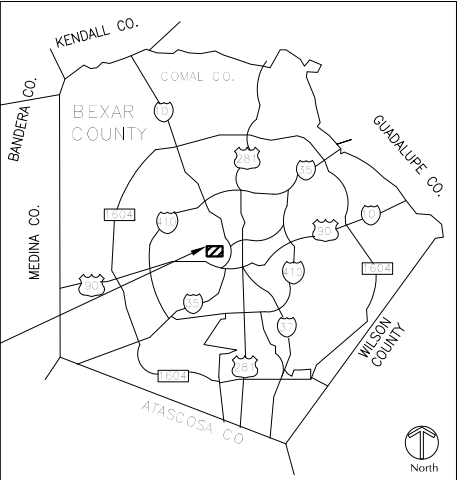 KENDALL CO.
COMAL CO.
BANDERA CO.
BEXAR
COUNTY
10
GUADALUPE CO.
281
35
MEDINA CO.
1604
410
90
10
90
410
1604
35
37
WILSON
COUNTY
281
1604
ATASCOSA CO
North